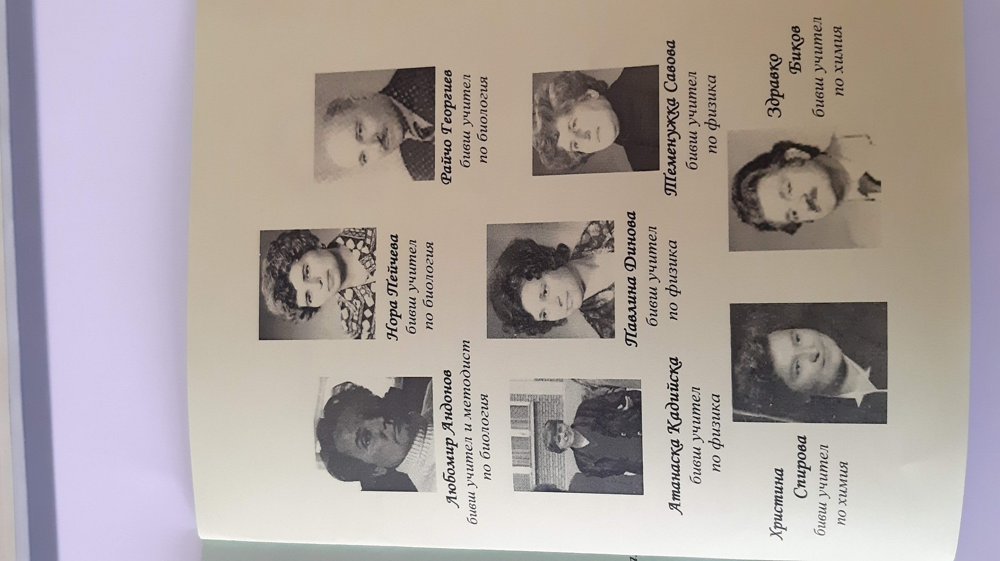 Любомир Андонов
бивш учител и методист
по биология
Нора Пейчева
бивш учител
по биология
Райчо Георгиев
бивш учител
по биология
Атанаска Кадийска
бивш учител
по физика
Павлина Динова
бивш учител
по физика
Теменужка Савова
бивш учител
по физика
Христина
Спирова
бивш учител
по химия
Здравко
Биков
бивш учител
по химия